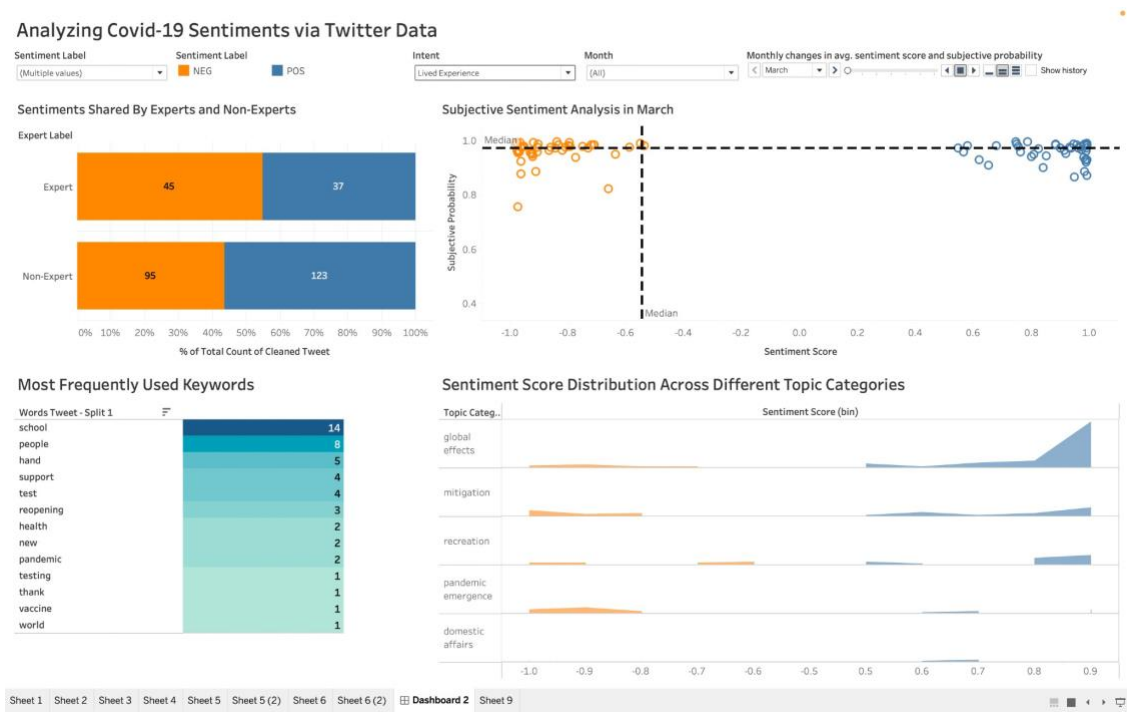 Analyzing Covid-19 Sentiments via Twitter Data
Sentiment Label
(Multiple values)
Sentiment Label
NEG
POS
Intent
Lived Experience
Month
(All)
Monthly changes in avg. sentiment score and subjective probability
March
Show history
Sentiments Shared By Experts and Non-Experts
Expert Label
Expert
45
37
Non-Expert
95
123
0% 10% 20% 30% 40% 50% 60% 70% 80% 90% 100%
% of Total Count of Cleaned Tweet
Subjective Sentiment Analysis in March
Subjective Probability
1.0
0.8
0.6
0.4
Median
Median
-1.0 -0.8 -0.6 -0.4 -0.2 0.0 0.2 0.4 0.6 0.8 1.0
Sentiment Score
Most Frequently Used Keywords
Words Tweet - Split 1
school 14
people 8
hand 5
support 4
test 4
reopening 3
health 2
new 2
pandemic 2
testing 1
thank 1
vaccine 1
world 1
Sentiment Score Distribution Across Different Topic Categories
Topic Categ.. Sentiment Score (bin)
global
effects
mitigation
recreation
pandemic
emergence
domestic
affairs
-1.0 -0.9 -0.8 -0.7 -0.6 -0.5 0.5 0.6 0.7 0.8 0.9
Sheet 1 Sheet 2 Sheet 3 Sheet 4 Sheet 5 Sheet 5 (2) Sheet 6 Sheet 6 (2) Dashboard 2 Sheet 9